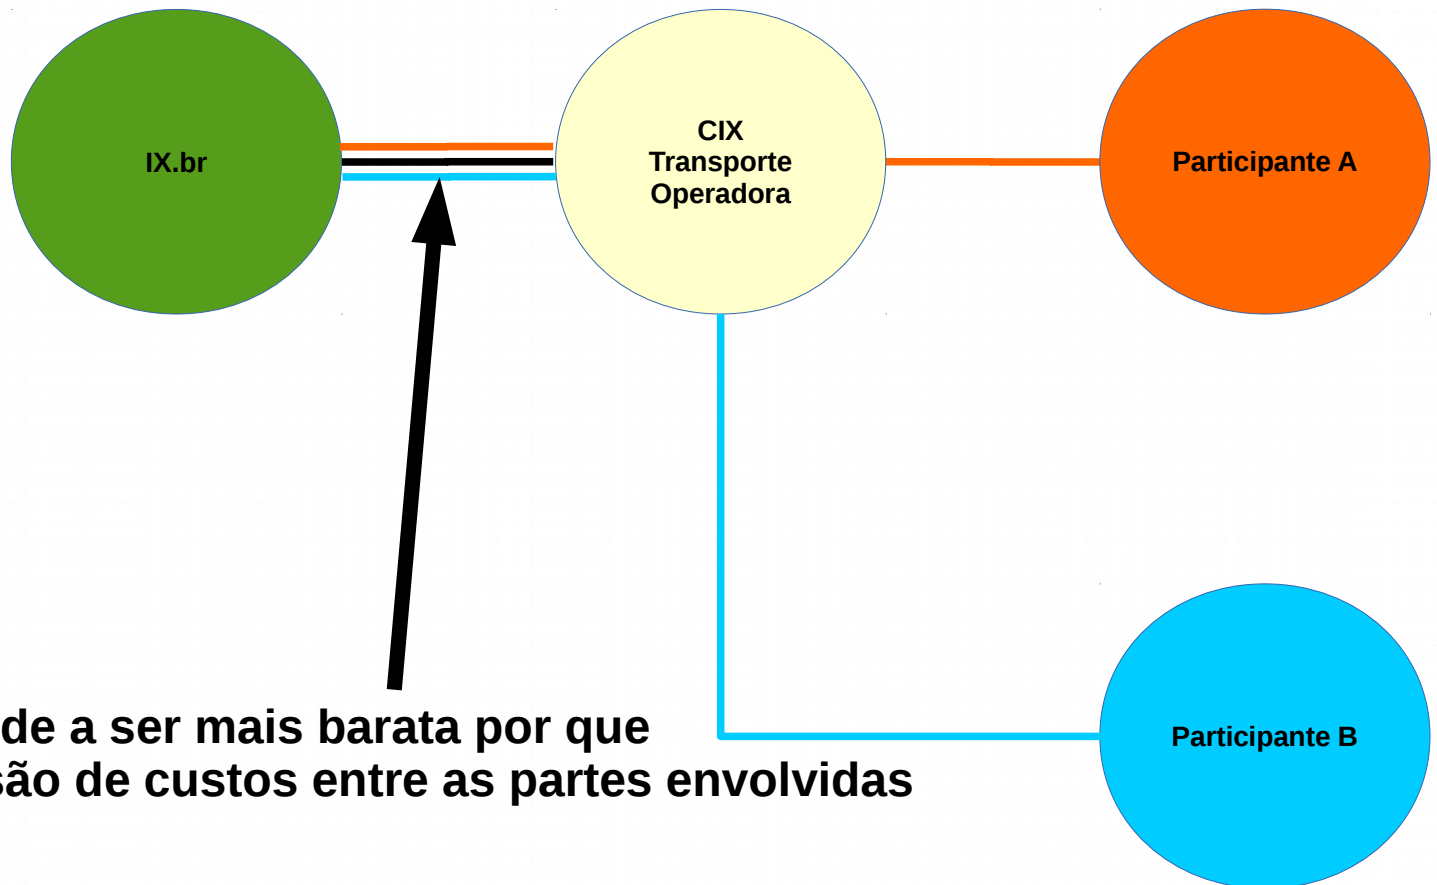 IX.br
CIX
Transporte
Operadora
Participante A
Participante B
de a ser mais barata por que
são de custos entre as partes envolvidas